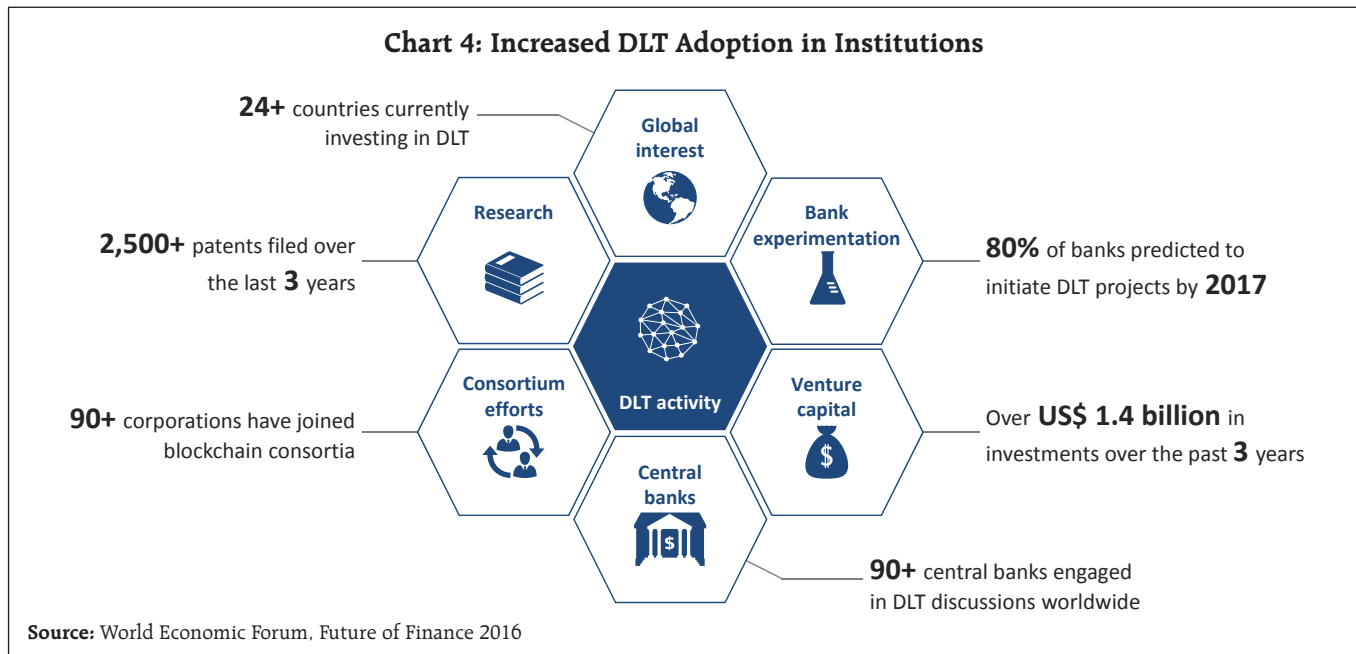 Chart 4: Increased DLT Adoption in Institutions
24+ countries currently
investing in DLT
Global
interest
Research
2,500+ patents filed over
the last 3 years
Bank
experimentation
80% of banks predicted to
initiate DLT projects by 2017
DLT activity
Consortium
efforts
90+ corporations have joined
blockchain consortia
Venture
capital
$
Over US$ 1.4 billion in
investments over the past 3 years
Central
banks
$
90+ central banks engaged
in DLT discussions worldwide
Source: World Economic Forum, Future of Finance 2016